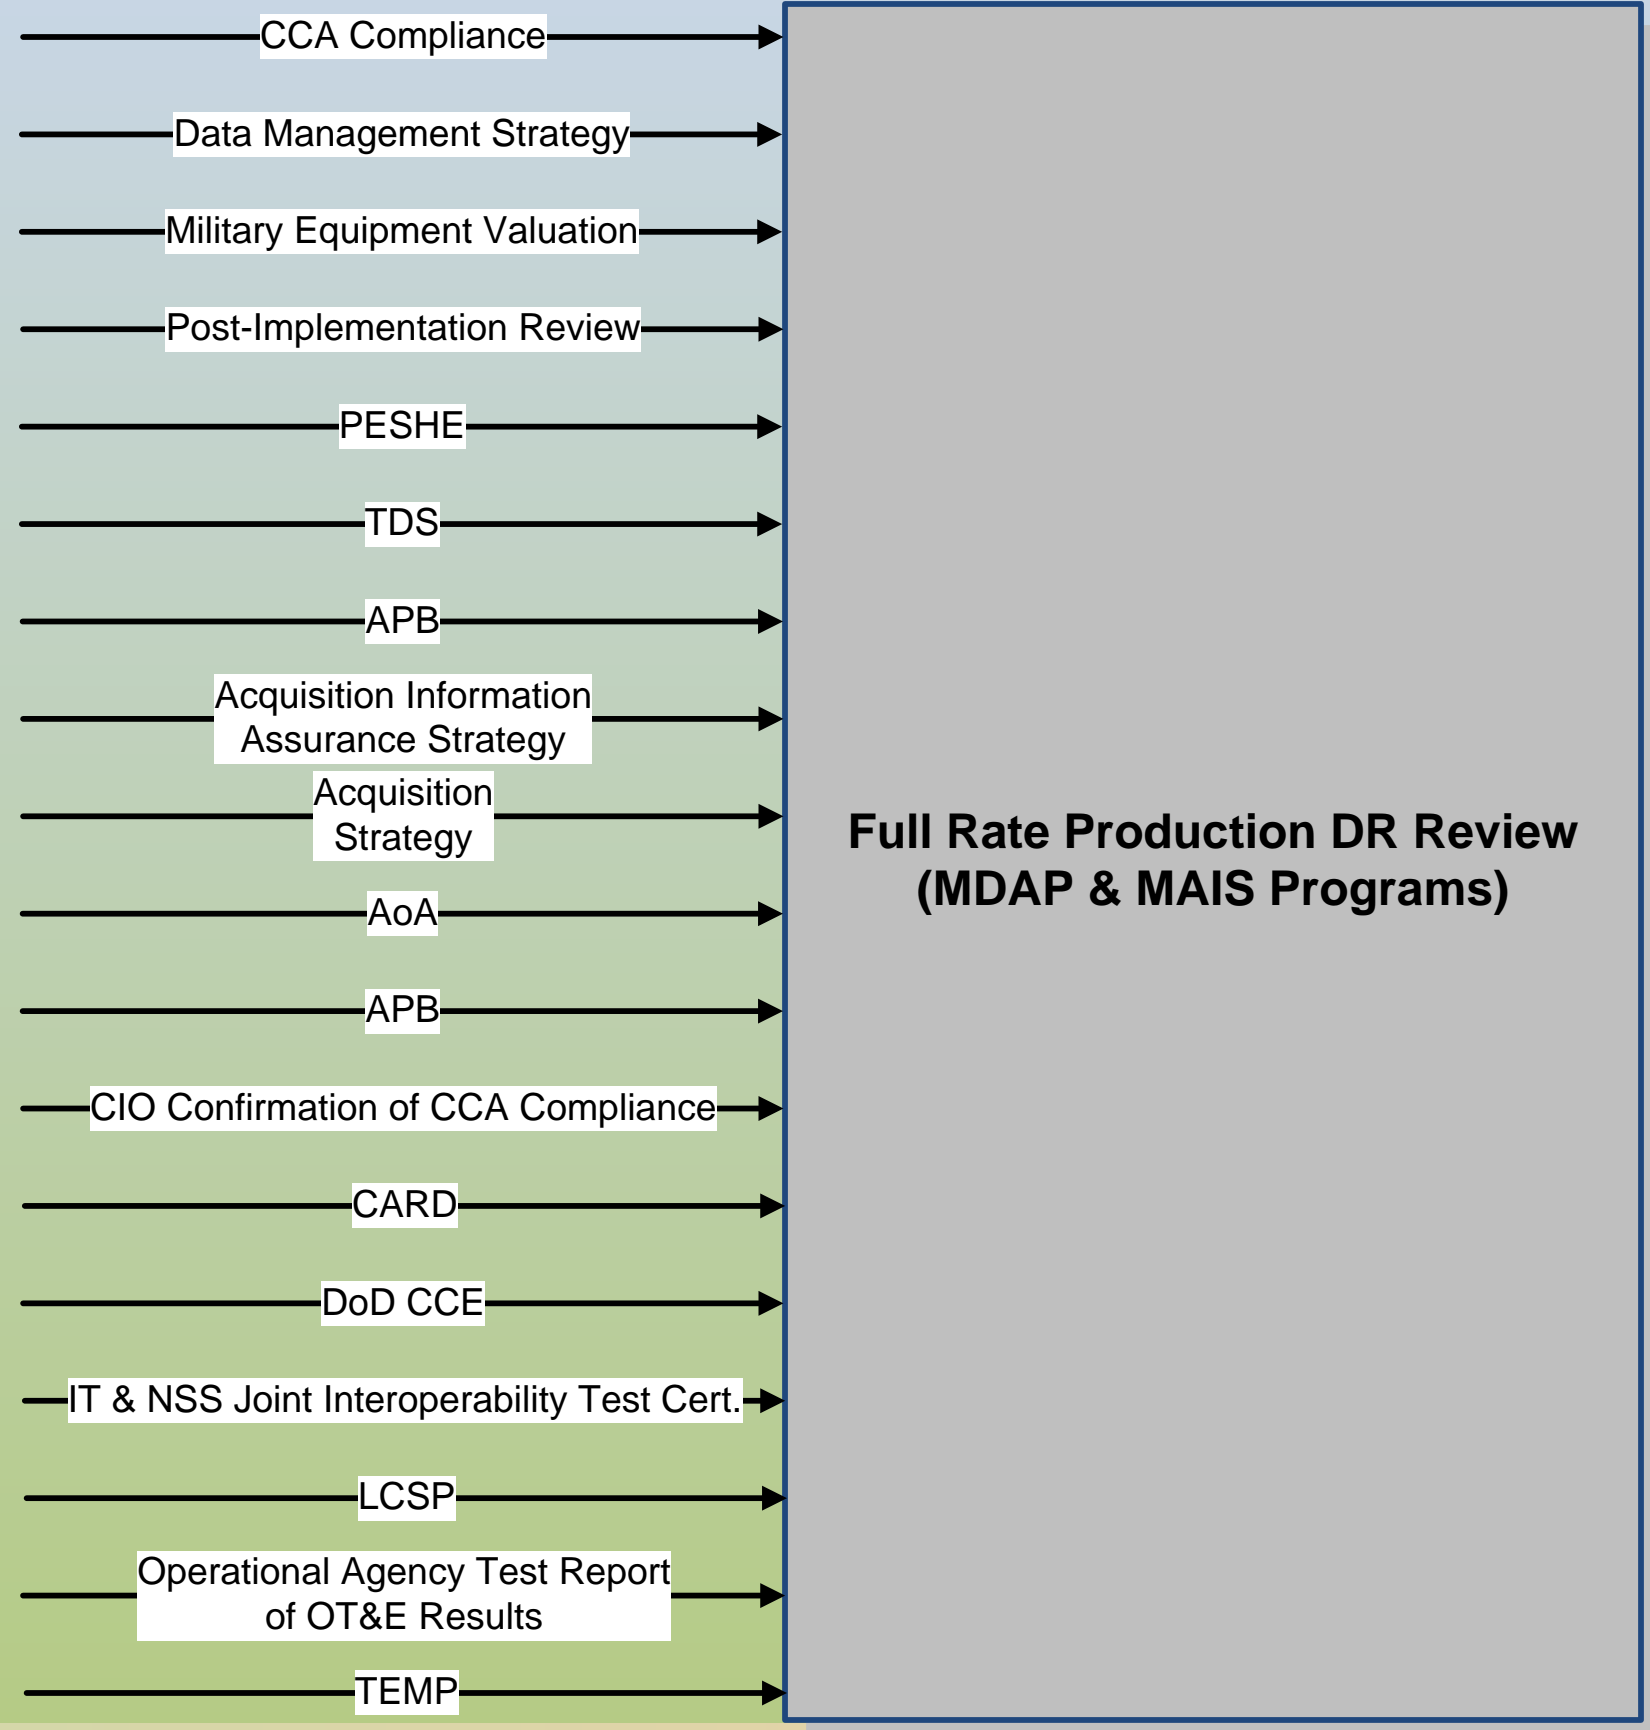 CCA Compliance
Data Management Strategy
Military Equipment Valuation
Post-Implementation Review
PESHE
TDS
APB
Acquisition Information
Assurance Strategy
Acquisition
Strategy
AoA
APB
CIO Confirmation of CCA Compliance
CARD
DoD CCE
IT & NSS Joint Interoperability Test Cert.
LCSP
Operational Agency Test Report
of OT&E Results
TEMP
Full Rate Production DR Review
(MDAP & MAIS Programs)